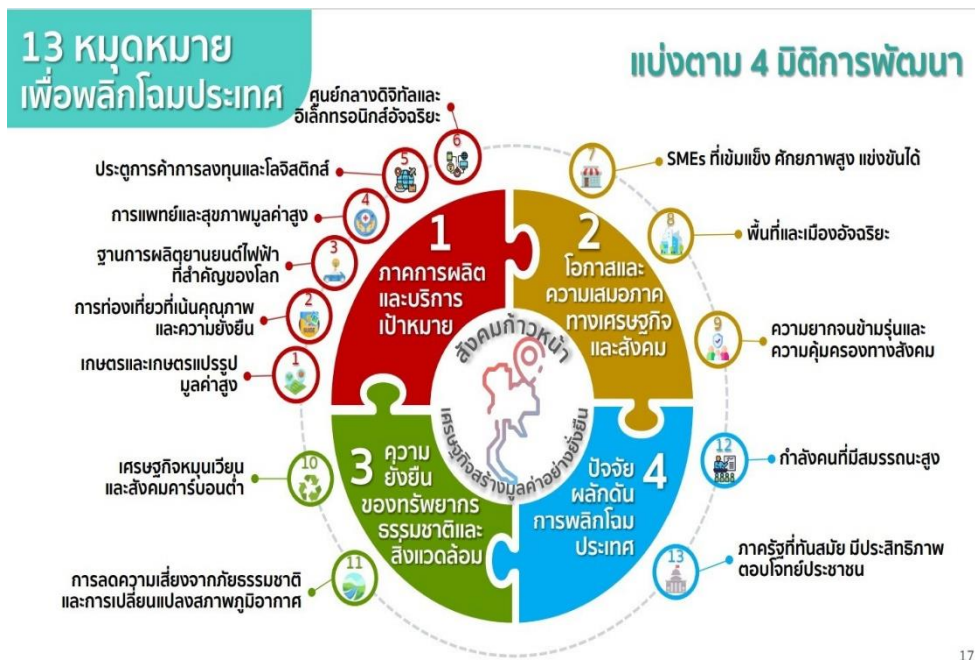 13 หมุดหมาย
เพื่อพลิกโฉมประเทศ
แบ่งตาม 4 มิติการพัฒนา
1
ภาคการผลิต
และบริการ
เป้าหมาย
6
ศูนย์กลางดิจิทัลและ
อิเล็กทรอนิกส์อัจฉริยะ
5
ประตูการค้าการลงทุนและโลจิสติกส์
4
การแพทย์และสุขภาพมูลค่าสูง
3
ฐานการผลิตยานยนต์ไฟฟ้า
ที่สำคัญของโลก
2
การท่องเที่ยวที่เน้นคุณภาพ
และความยั่งยืน
1
เกษตรและเกษตรแปรรูป
มูลค่าสูง
2
โอกาสและ
ความเสมอภาค
ทางเศรษฐกิจ
และสังคม
7
SMEs ที่เข้มแข็ง ศักยภาพสูง แข่งขันได้
8
พื้นที่และเมืองอัจฉริยะ
9
ความยากจนข้ามรุ่นและ
ความคุ้มครองทางสังคม
สังคมก้าวหน้า
เศรษฐกิจสร้างมูลค่าอย่างยั่งยืน
3 ความ
ยั่งยืน
ของทรัพยากร
ธรรมชาติและ
สิ่งแวดล้อม
10
เศรษฐกิจหมุนเวียน
และสังคมคาร์บอนต่ำ
11
การลดความเสี่ยงจากภัยธรรมชาติ
และการเปลี่ยนแปลงสภาพภูมิอากาศ
4
ปัจจัย
ผลักดัน
การพลิกโฉม
ประเทศ
12
กำลังคนที่มีสมรรถนะสูง
13
ภาครัฐที่ทันสมัย มีประสิทธิภาพ
ตอบโจทย์ประชาชน
17